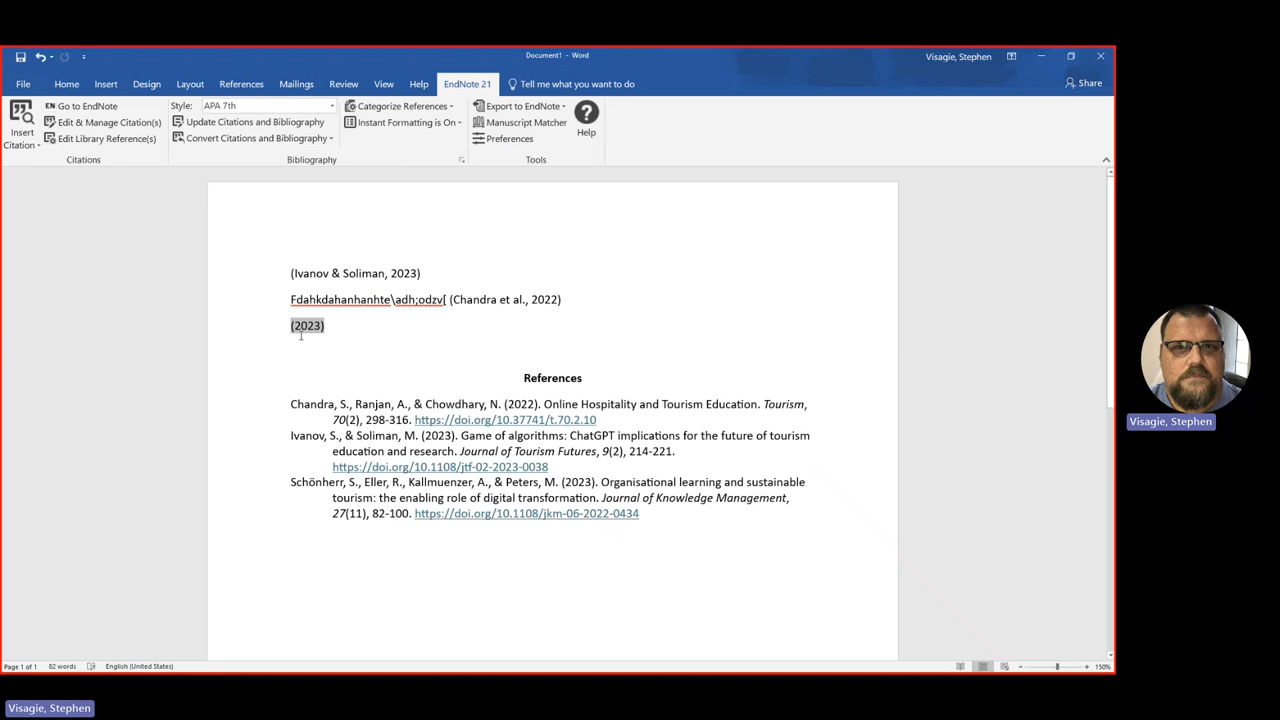 Document1 - Word
Visagie, Stephen
File Home Insert Design Layout References Mailings Review View Help EndNote 21 Tell me what you want to do Share
Insert Citation
EN Go to EndNote
Edit & Manage Citation(s)
Edit Library Reference(s)
Citations
Style: APA 7th
Update Citations and Bibliography
Convert Citations and Bibliography
Categorize References
Instant Formatting is On
Bibliography
Export to EndNote
Manuscript Matcher
Preferences
Help
Tools
(Ivanov & Soliman, 2023)
Fdahkdahanhanhte\adh;odzv[ (Chandra et al., 2022)
(2023)
References
Chandra, S., Ranjan, A., & Chowdhary, N. (2022). Online Hospitality and Tourism Education. Tourism,
70(2), 298-316. https://doi.org/10.37741/t.70.2.10
Ivanov, S., & Soliman, M. (2023). Game of algorithms: ChatGPT implications for the future of tourism
education and research. Journal of Tourism Futures, 9(2), 214-221.
https://doi.org/10.1108/jtf-02-2023-0038
Schönherr, S., Eller, R., Kallmuenzer, A., & Peters, M. (2023). Organisational learning and sustainable
tourism: the enabling role of digital transformation. Journal of Knowledge Management,
27(11), 82-100. https://doi.org/10.1108/jkm-06-2022-0434
Visagie, Stephen
Page 1 of 1 82 words English (United States) 150%
Visagie, Stephen